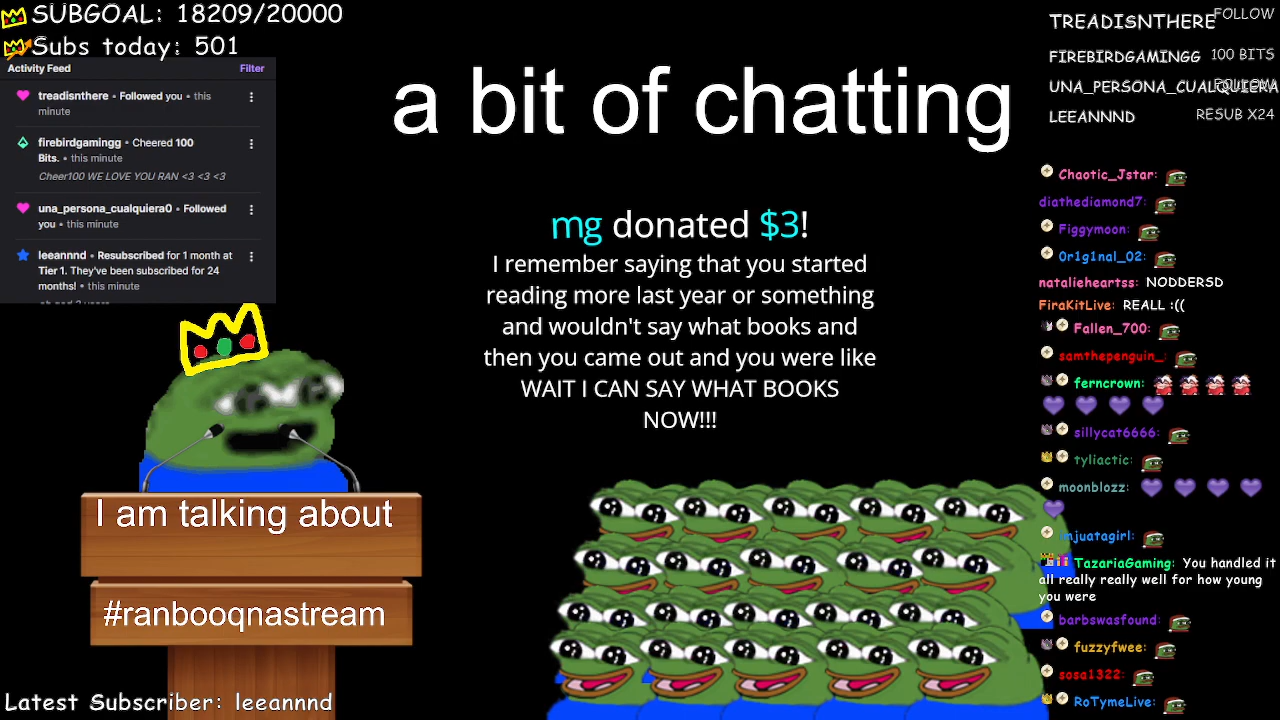 SUBGOAL: 18209/20000
Subs today: 501
Activity Feed Filter
treadisnthere • Followed you • this
minute
firebirdgamingg • Cheered 100
Bits. • this minute
Cheer100 WE LOVE YOU RAN <3 <3 <3
una_persona_cualquiera0 • Followed
you • this minute
leeannnd • Resubscribed for 1 month at
Tier 1. They've been subscribed for 24
months! • this minute
a bit of chatting
mg donated $3!
I remember saying that you started
reading more last year or something
and wouldn't say what books and
then you came out and you were like
WAIT I CAN SAY WHAT BOOKS
NOW!!!
I am talking about
#ranbooqnastream
Latest Subscriber: leeannnd
TREADISNTHERE FOLLOW
FIREBIRDGAMINGG 100 BITS
UNA_PERSONA_CUALQUIERA FOLLOW
LEEANNND RESUB X24
Chaotic_Jstar:
diathediamond7:
Figgymoon:
0r1g1nal_02:
natalieheartss: NODDERSD
FiraKitLive: REALL :((
Fallen_700:
samthepenguin_:
ferncrown:
sillycat6666:
tyliactic:
moonblozz:
imjuatagirl:
TazariaGaming: You handled it
all really really well for how young
you were
barbswasfound:
fuzzyfwee:
sosa1322:
RoTymeLive: